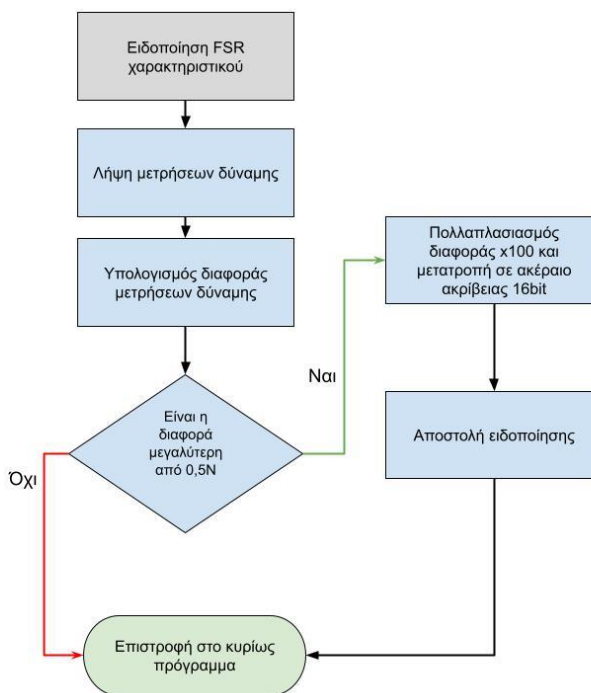 Ειδοποίηση FSR
χαρακτηριστικού
Λήψη μετρήσεων δύναμης
Υπολογισμός διαφοράς
μετρήσεων δύναμης
Είναι η
διαφορά
μεγαλύτερη
από 0,5Ν
Όχι
Ναι
Πολλαπλασιασμός
διαφοράς x100 και
μετατροπή σε ακέραιο
ακρίβειας 16bit
Αποστολή ειδοποίησης
Επιστροφή στο κυρίως
πρόγραμμα